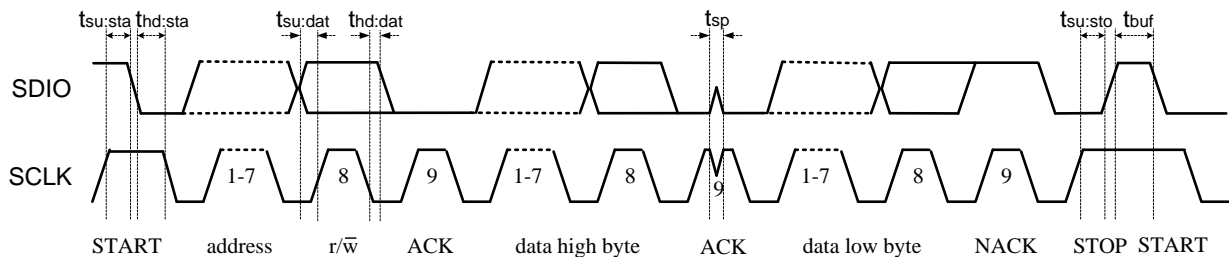 tsu:sta thd:sta tsu:dat thd:dat tsp tsu:sto tbuf
SDIO
SCLK 1-7 8 9 1-7 8 9 1-7 8 9
START address r/w̅ ACK data high byte ACK data low byte NACK STOP START